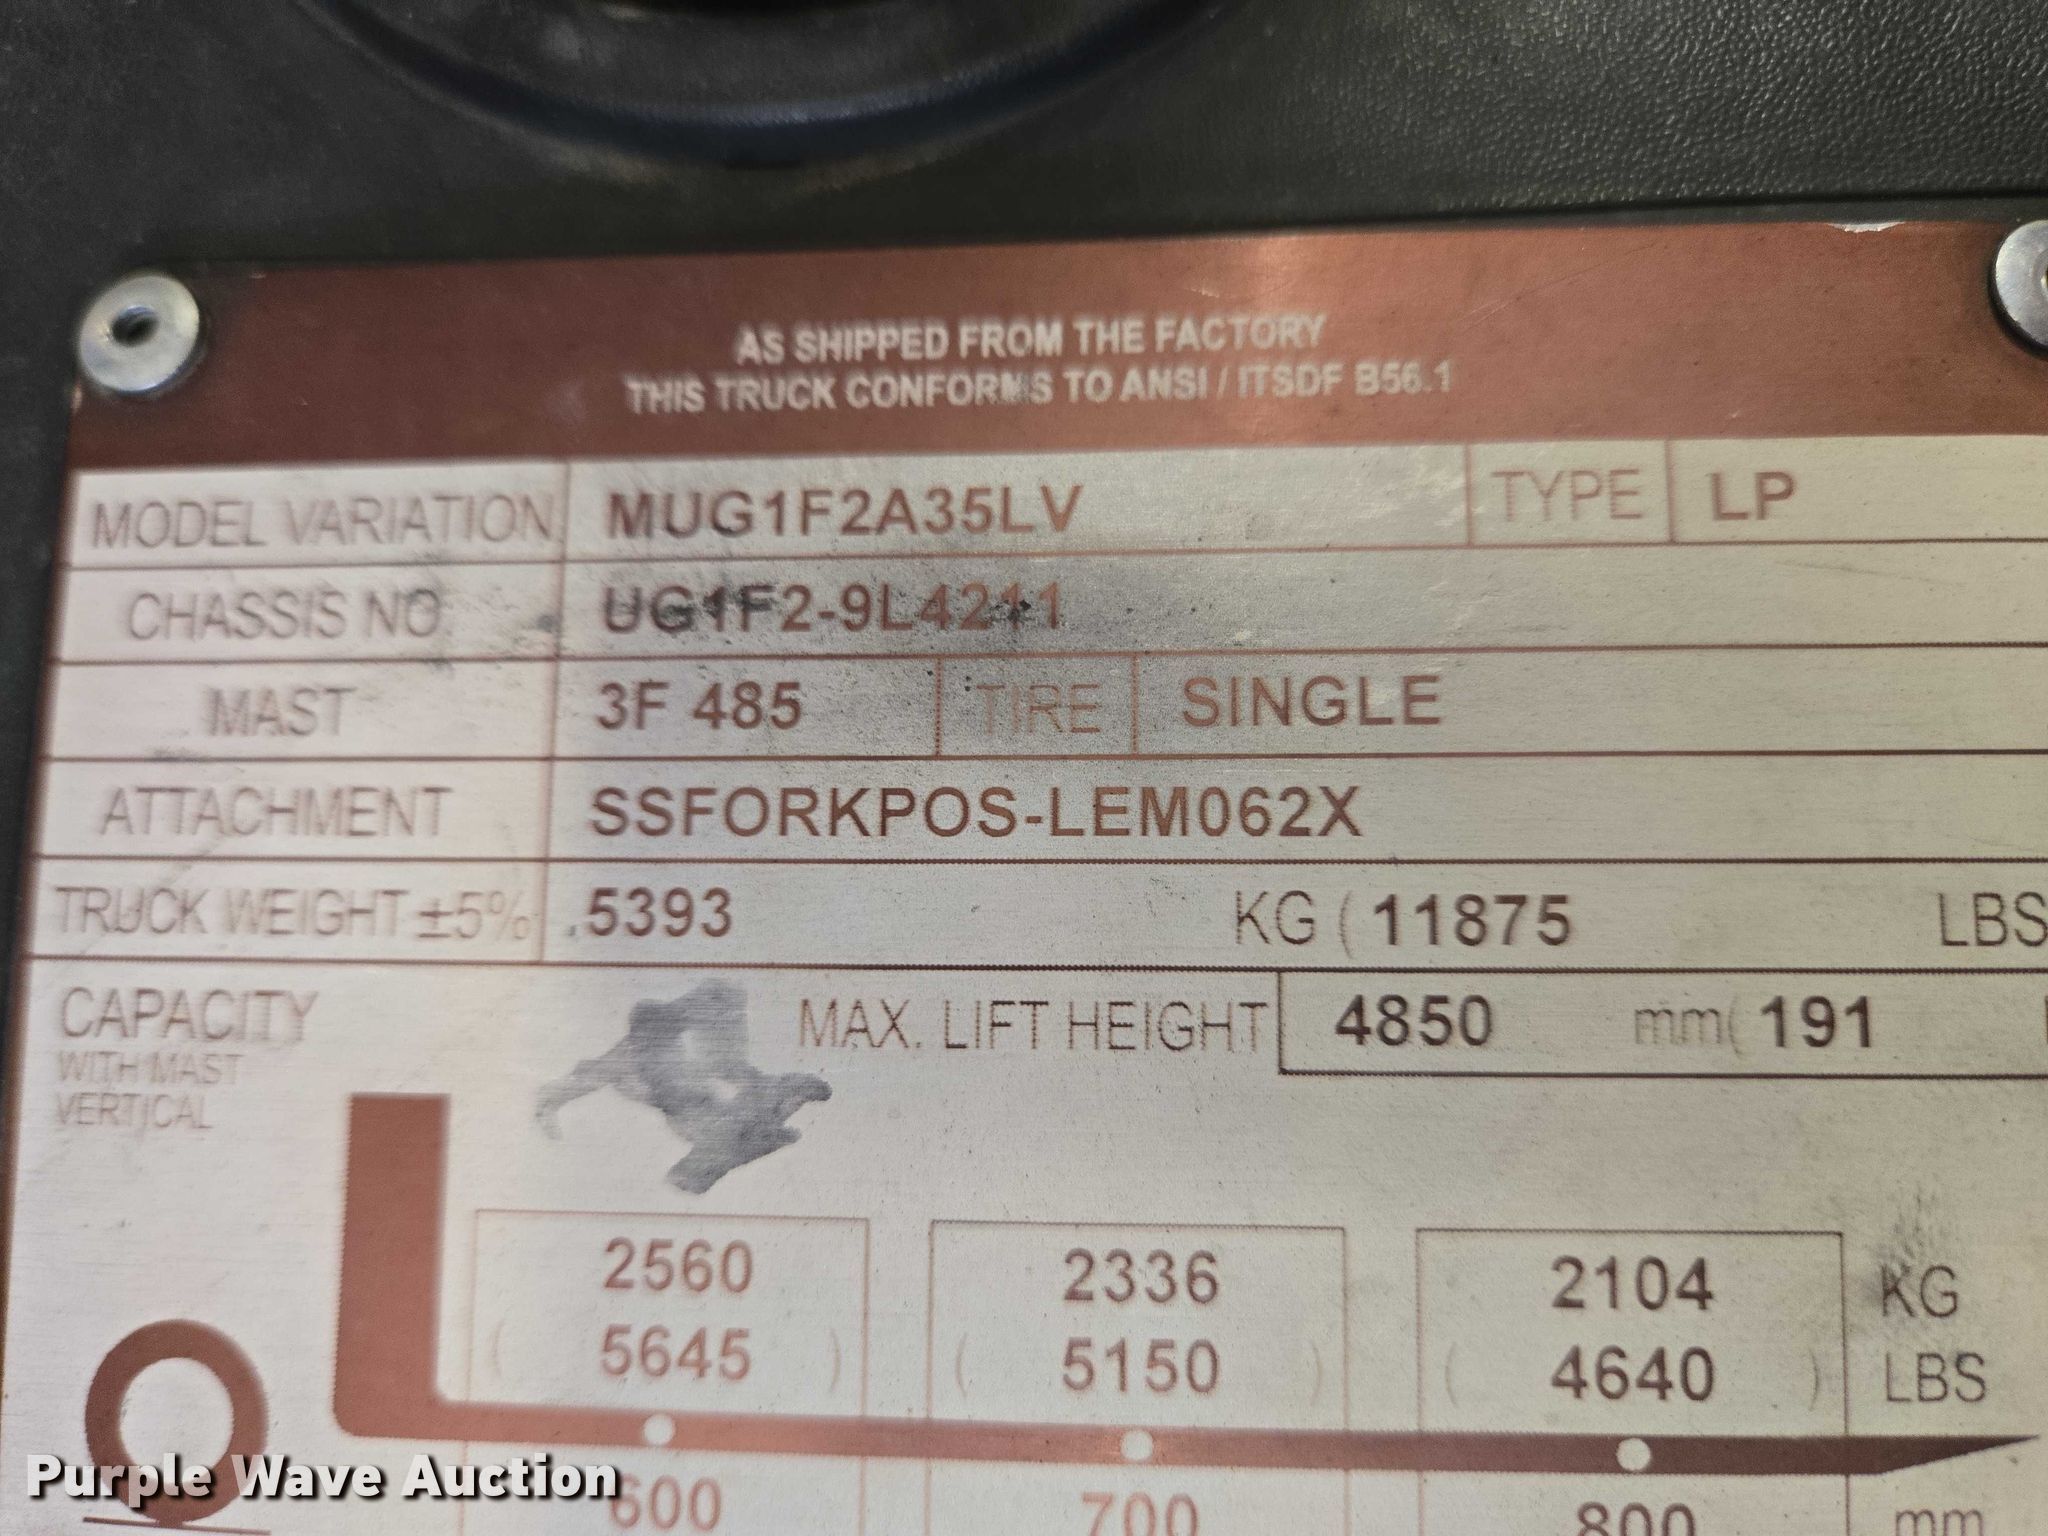 AS SHIPPED FROM THE FACTORY
THIS TRUCK CONFORMS TO ANSI / ITSDF B56.1
MODEL VARIATION MUG1F2A35LV TYPE LP
CHASSIS NO UG1F2-9L4211
MAST 3F 485 TIRE SINGLE
ATTACHMENT SSFORKPOS-LEM062X
TRUCK WEIGHT ±5% 5393 KG ( 11875 LBS
CAPACITY MAX. LIFT HEIGHT 4850 mm( 191
WITH MAST
VERTICAL
2560 2336 2104 KG
( 5645 ) ( 5150 ) ( 4640 ) LBS
600 700 800 mm
Purple Wave Auction